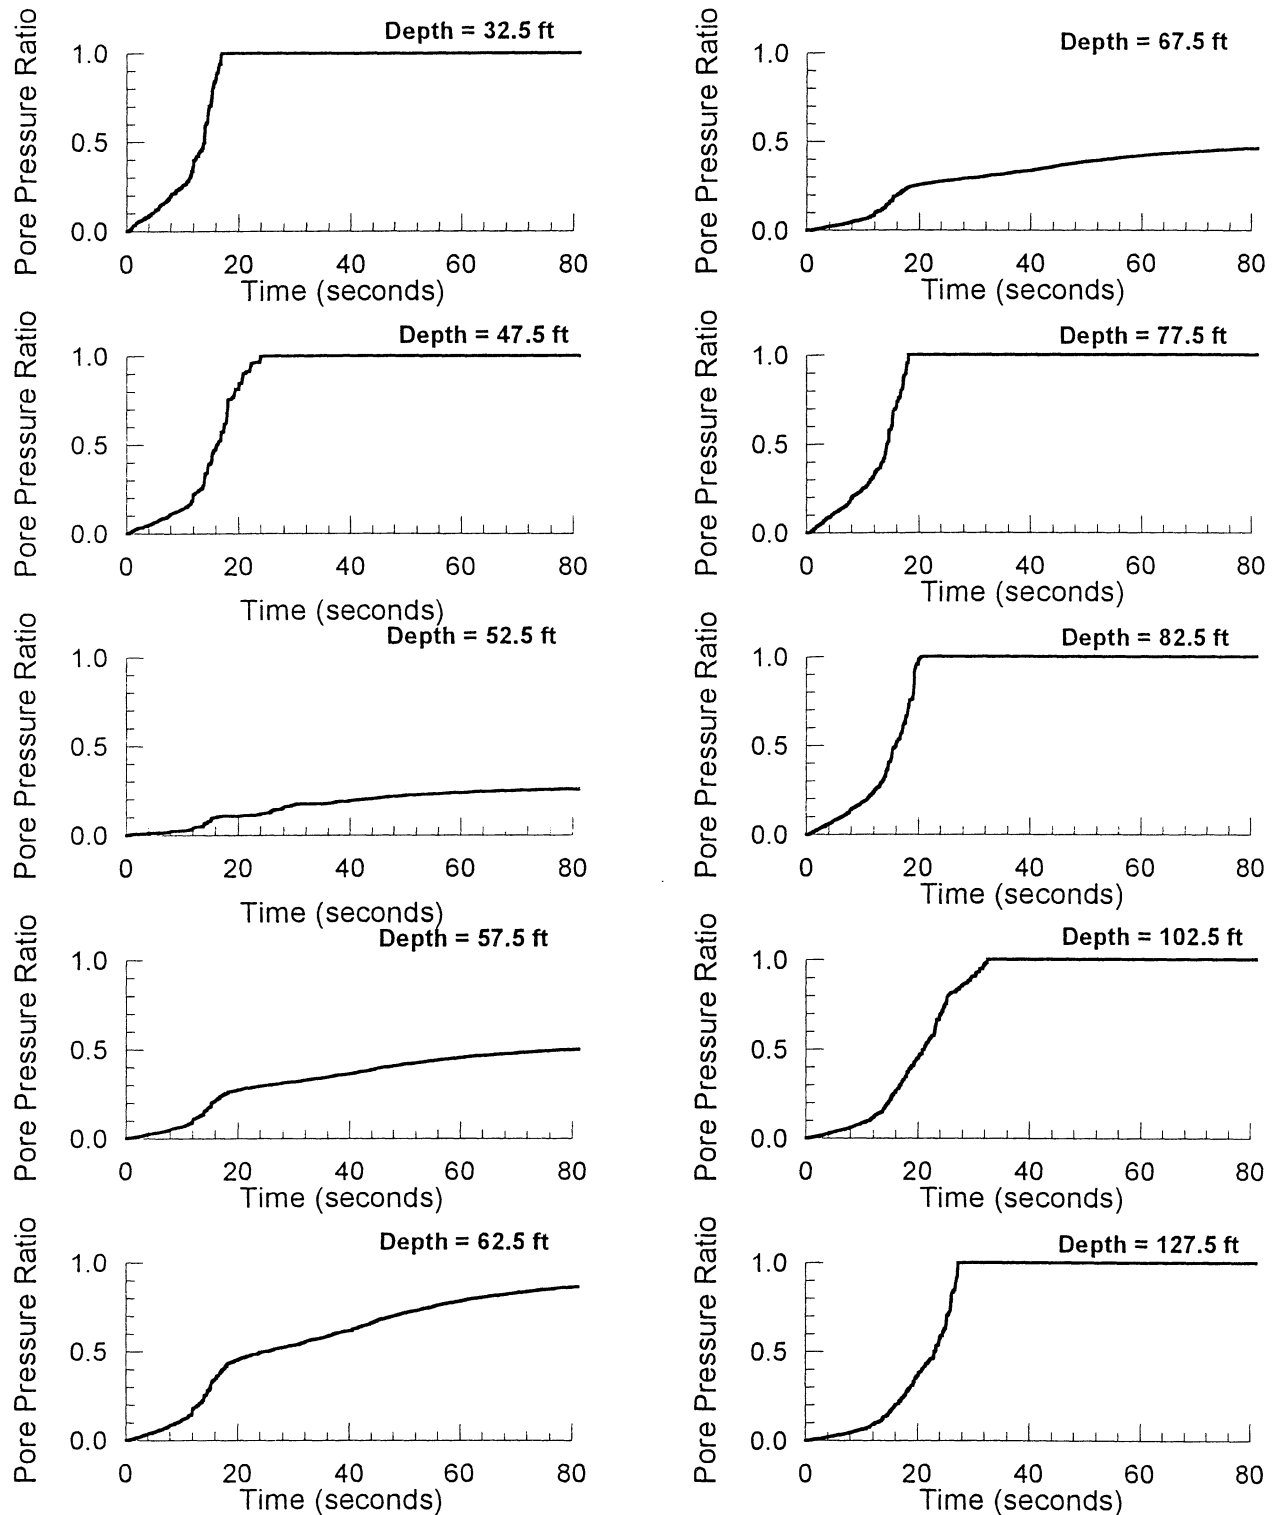 Depth = 32.5 ft
Pore Pressure Ratio
1.0
0.5
0.0
0 20 40 60 80
Time (seconds)
Depth = 47.5 ft
Pore Pressure Ratio
1.0
0.5
0.0
0 20 40 60 80
Time (seconds)
Depth = 52.5 ft
Pore Pressure Ratio
1.0
0.5
0.0
0 20 40 60 80
Time (seconds)
Depth = 57.5 ft
Pore Pressure Ratio
1.0
0.5
0.0
0 20 40 60 80
Time (seconds)
Depth = 62.5 ft
Pore Pressure Ratio
1.0
0.5
0.0
0 20 40 60 80
Time (seconds)
Depth = 67.5 ft
Pore Pressure Ratio
1.0
0.5
0.0
0 20 40 60 80
Time (seconds)
Depth = 77.5 ft
Pore Pressure Ratio
1.0
0.5
0.0
0 20 40 60 80
Time (seconds)
Depth = 82.5 ft
Pore Pressure Ratio
1.0
0.5
0.0
0 20 40 60 80
Time (seconds)
Depth = 102.5 ft
Pore Pressure Ratio
1.0
0.5
0.0
0 20 40 60 80
Time (seconds)
Depth = 127.5 ft
Pore Pressure Ratio
1.0
0.5
0.0
0 20 40 60 80
Time (seconds)